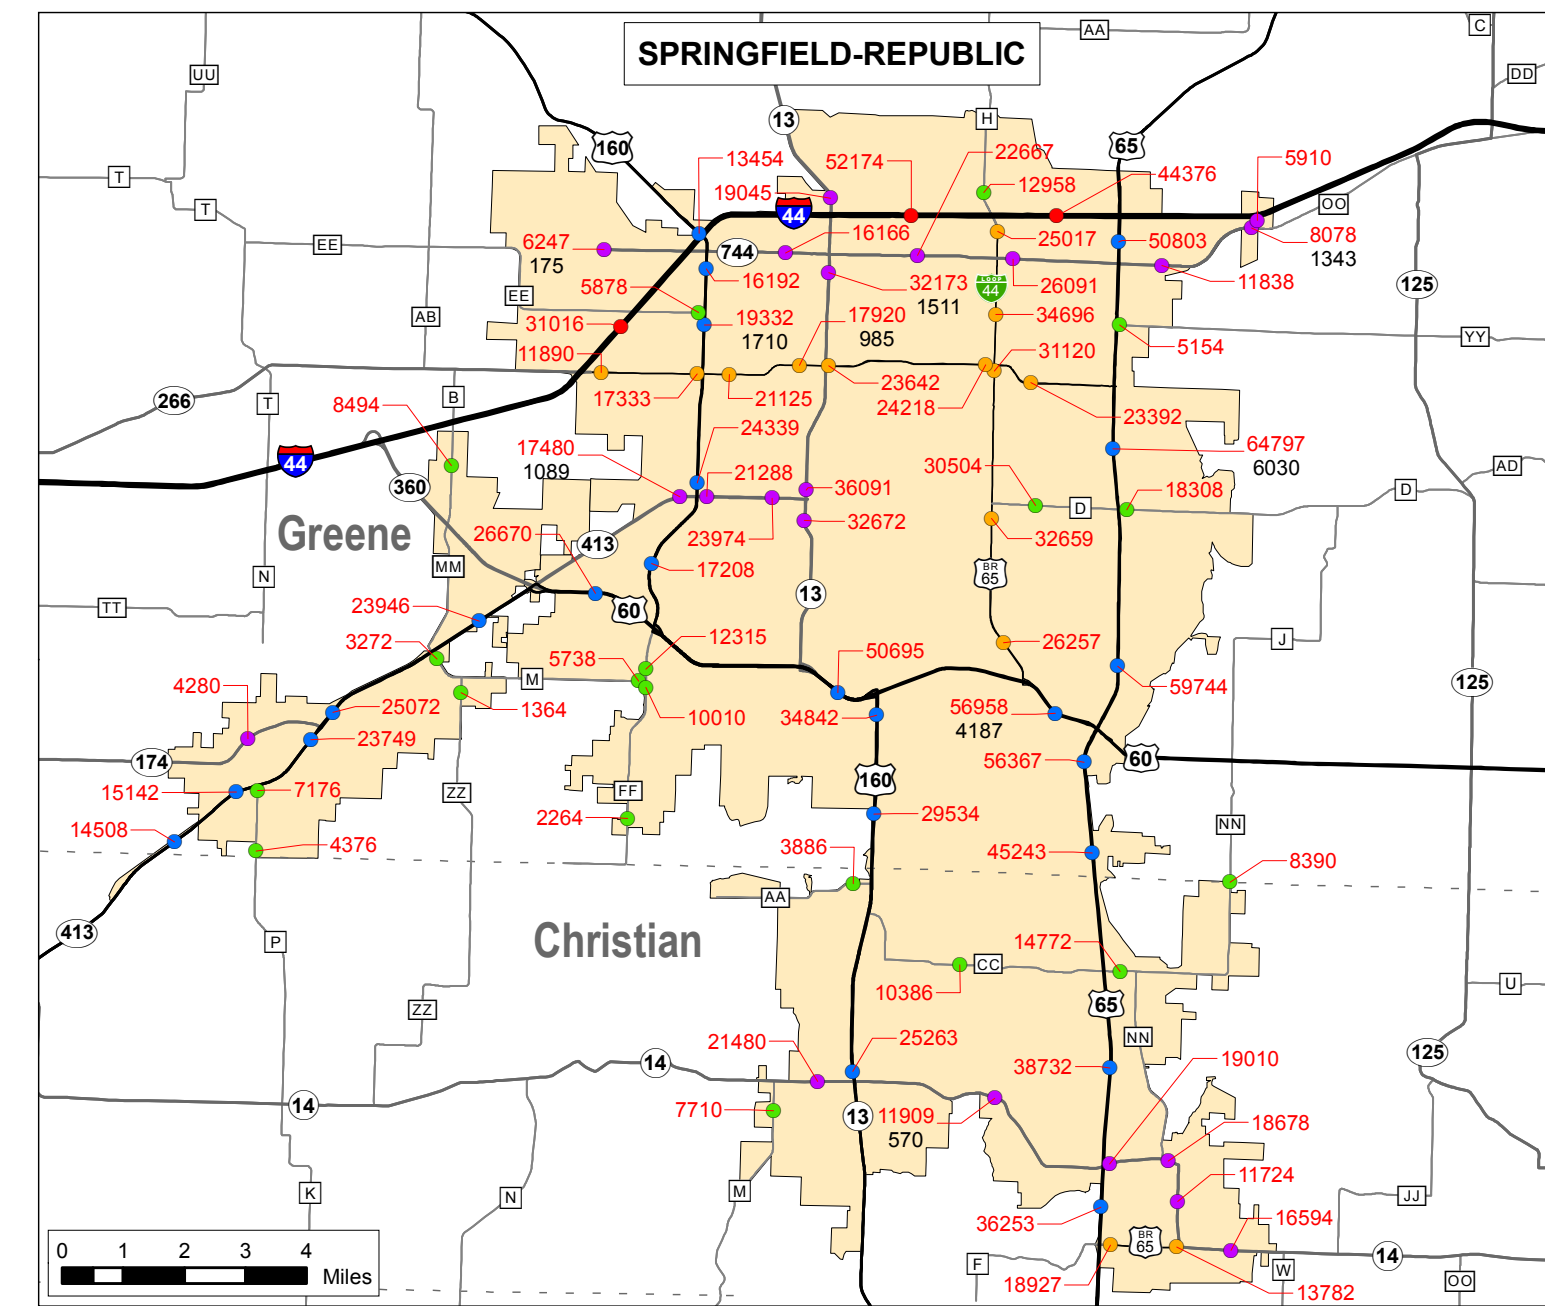 SPRINGFIELD-REPUBLIC
AA
C
UU
DD
13
H
160
65
13454
52174
22667
5910
T
19045
12958
44376
T
44
OO
EE
6247
175
744
16166
25017
50803
8078
1343
5878
16192
32173
1511
LOOP
44
26091
11838
125
EE
AB
31016
19332
1710
17920
985
34696
5154
YY
11890
31120
266
T
B
17333
21125
23642
24218
23392
8494
24339
64797
6030
44
17480
1089
21288
30504
AD
360
36091
18308
D
D
Greene
26670
413
23974
32672
32659
MM
17208
BR
65
N
TT
23946
60
13
3272
12315
26257
J
5738
50695
59744
125
4280
M
25072
1364
10010
34842
56958
4187
23749
174
56367
60
160
15142
7176
ZZ
FF
14508
2264
29534
NN
4376
3886
45243
8390
AA
413
P
Christian
14772
CC
10386
U
ZZ
65
NN
21480
25263
14
38732
19010
125
14
7710
13
11909
570
18678
11724
K
N
M
JJ
36253
16594
BR
65
14
0 1 2 3 4
Miles
F
W
18927
13782
OO